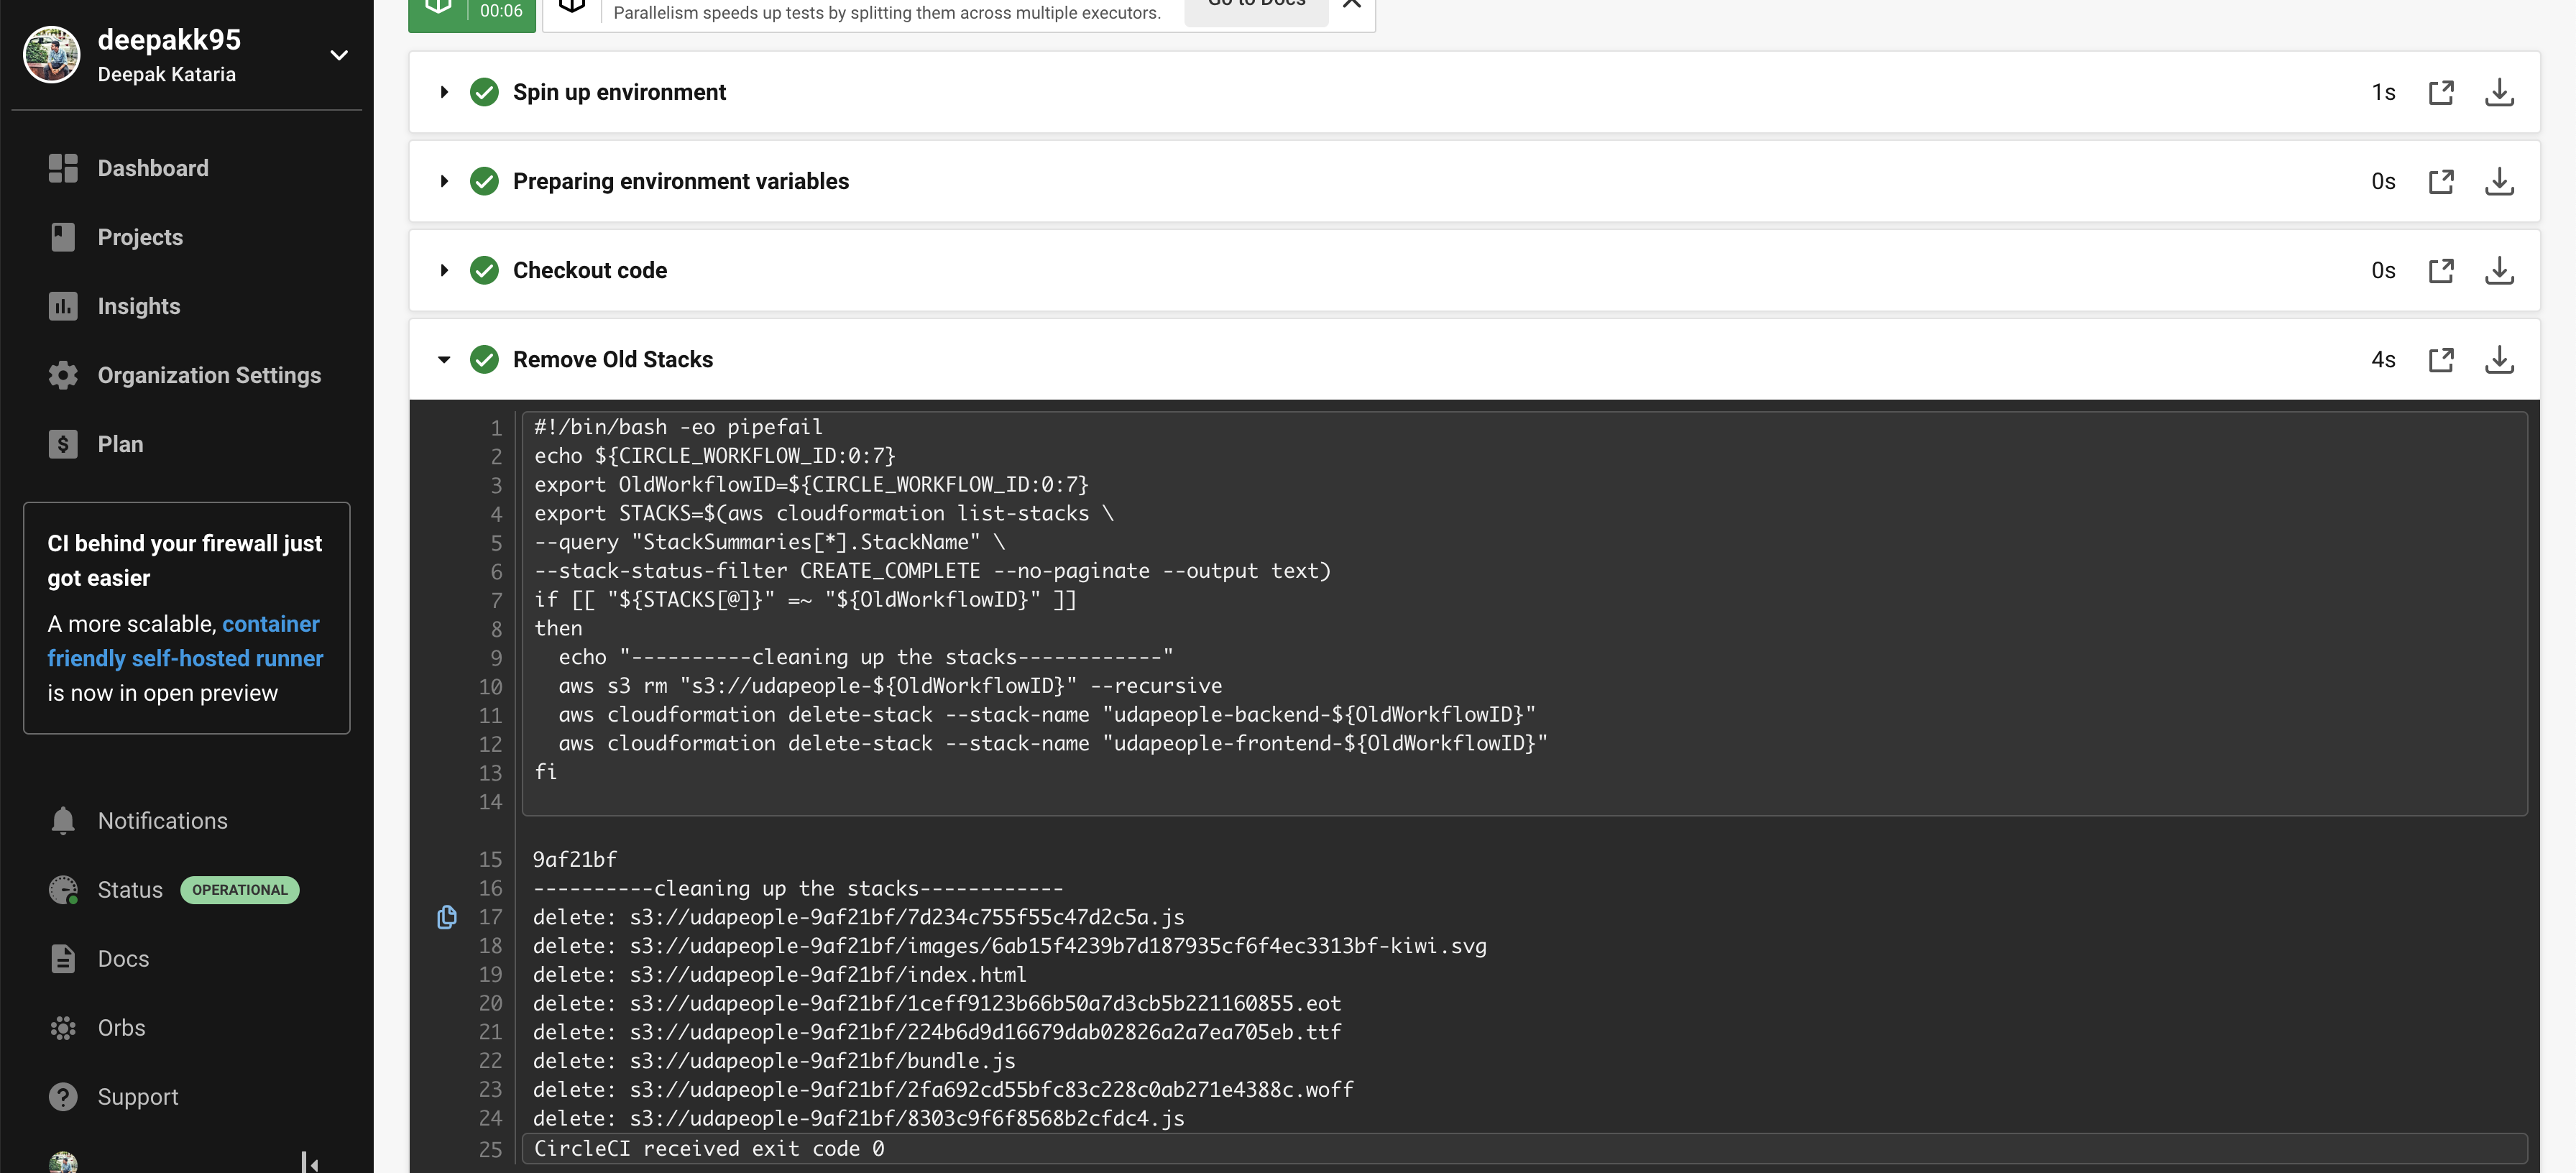 deepakk95
Deepak Kataria
Dashboard
Projects
Insights
Organization Settings
Plan
CI behind your firewall just
got easier
A more scalable, container
friendly self-hosted runner
is now in open preview
Notifications
Status OPERATIONAL
Docs
Orbs
Support
00:06
Parallelism speeds up tests by splitting them across multiple executors.
Go to Docs
Spin up environment 1s
Preparing environment variables 0s
Checkout code 0s
Remove Old Stacks 4s
1 #!/bin/bash -eo pipefail
2 echo ${CIRCLE_WORKFLOW_ID:0:7}
3 export OldWorkflowID=${CIRCLE_WORKFLOW_ID:0:7}
4 export STACKS=$(aws cloudformation list-stacks \
5 --query "StackSummaries[*].StackName" \
6 --stack-status-filter CREATE_COMPLETE --no-paginate --output text)
7 if [[ "${STACKS[@]}" =~ "${OldWorkflowID}" ]]
8 then
9   echo "----------cleaning up the stacks------------"
10   aws s3 rm "s3://udapeople-${OldWorkflowID}" --recursive
11   aws cloudformation delete-stack --stack-name "udapeople-backend-${OldWorkflowID}"
12   aws cloudformation delete-stack --stack-name "udapeople-frontend-${OldWorkflowID}"
13 fi
14
15 9af21bf
16 ----------cleaning up the stacks------------
17 delete: s3://udapeople-9af21bf/7d234c755f55c47d2c5a.js
18 delete: s3://udapeople-9af21bf/images/6ab15f4239b7d187935cf6f4ec3313bf-kiwi.svg
19 delete: s3://udapeople-9af21bf/index.html
20 delete: s3://udapeople-9af21bf/1ceff9123b66b50a7d3cb5b221160855.eot
21 delete: s3://udapeople-9af21bf/224b6d9d16679dab02826a2a7ea705eb.ttf
22 delete: s3://udapeople-9af21bf/bundle.js
23 delete: s3://udapeople-9af21bf/2fa692cd55bfc83c228c0ab271e4388c.woff
24 delete: s3://udapeople-9af21bf/8303c9f6f8568b2cfdc4.js
25 CircleCI received exit code 0